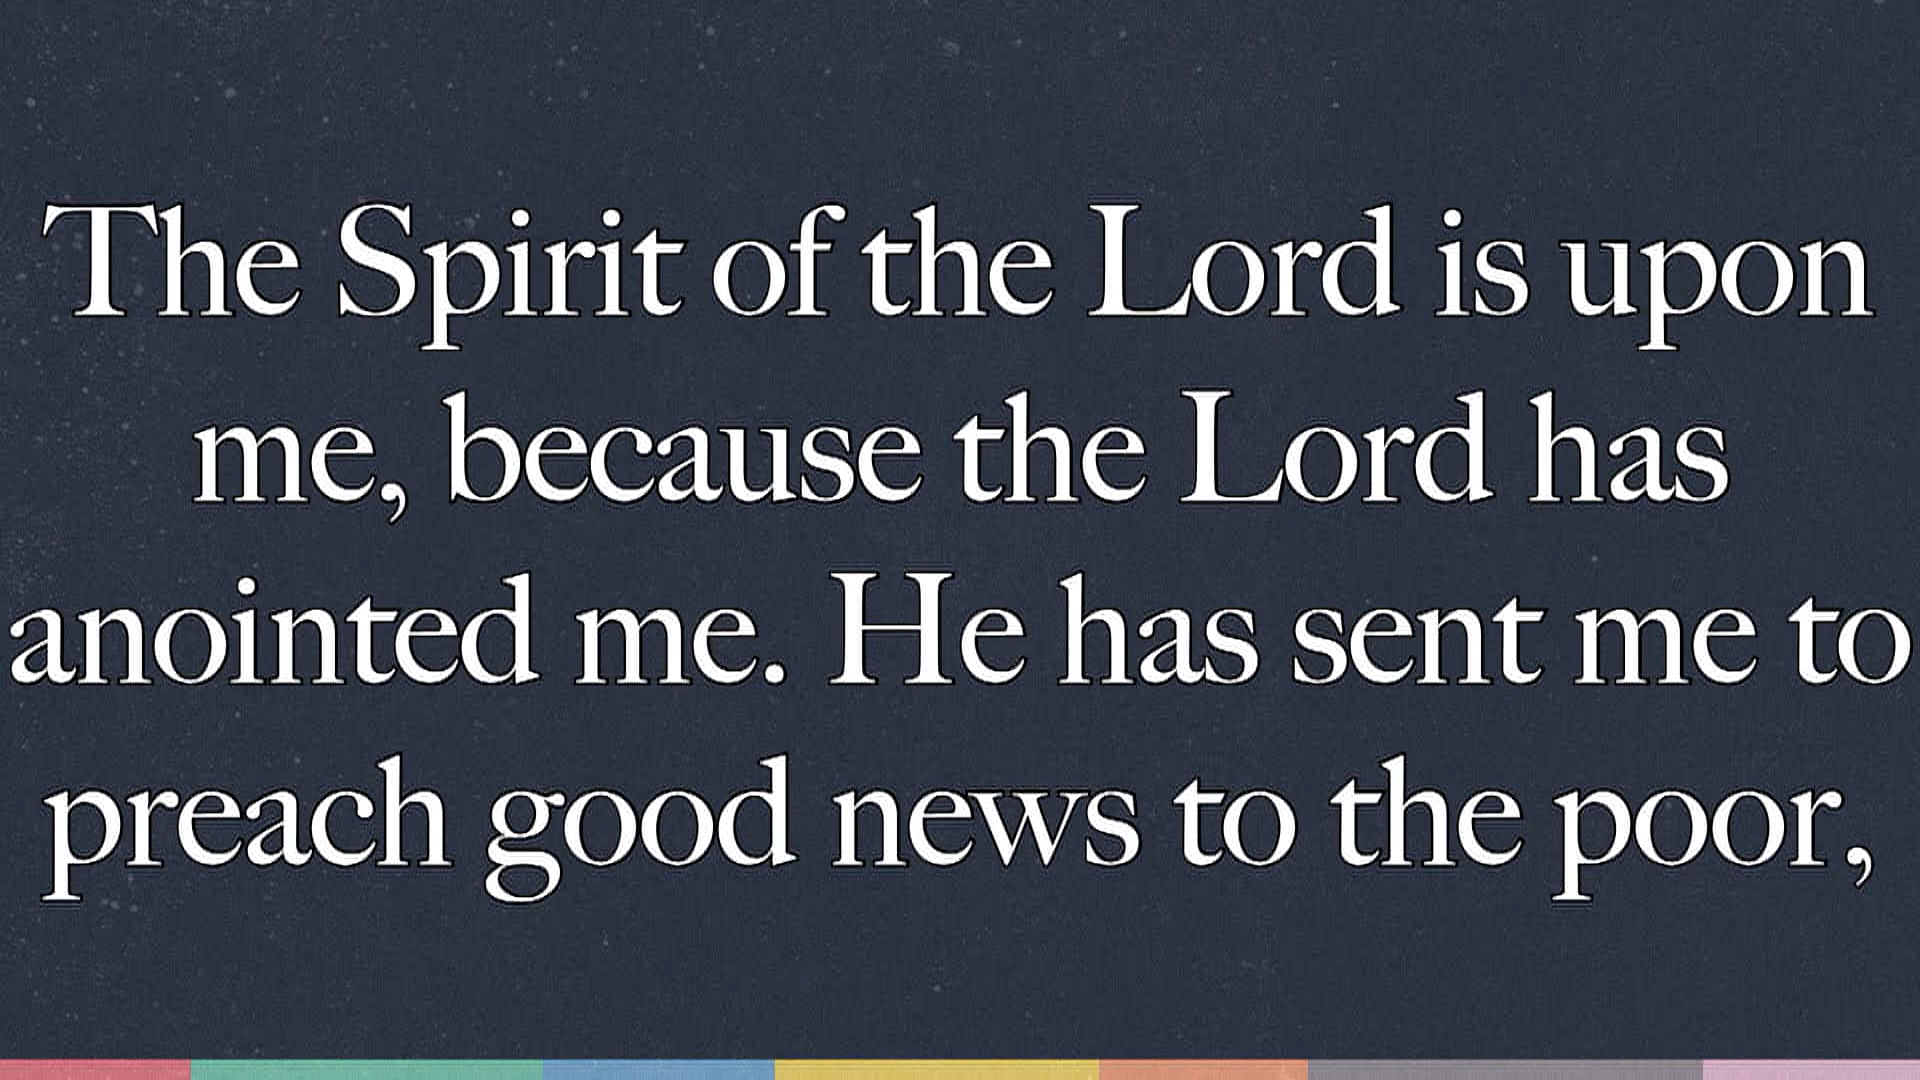 The Spirit of the Lord is upon
me, because the Lord has
anointed me. He has sent me to
preach good news to the poor,